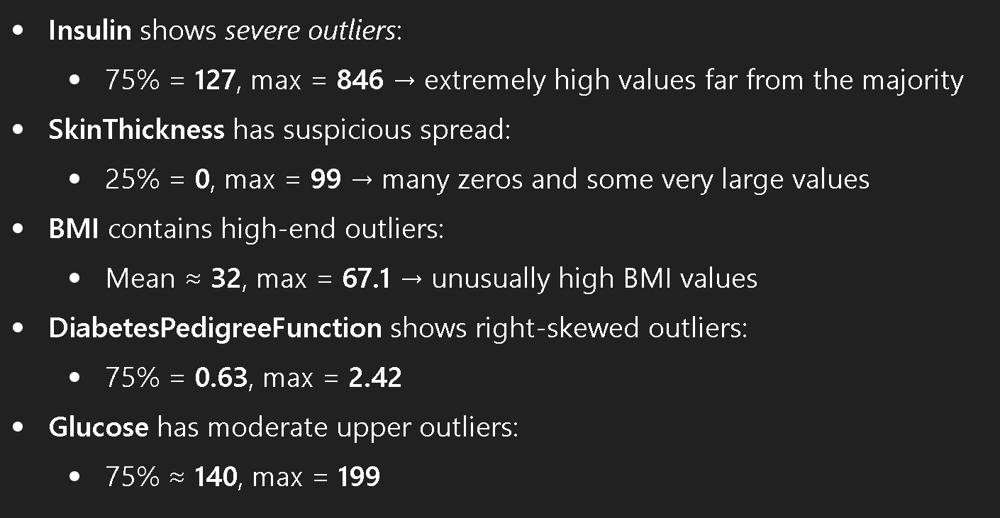 • Insulin shows severe outliers:
• 75% = 127, max = 846 → extremely high values far from the majority
• SkinThickness has suspicious spread:
• 25% = 0, max = 99 → many zeros and some very large values
• BMI contains high-end outliers:
• Mean ≈ 32, max = 67.1 → unusually high BMI values
• DiabetesPedigreeFunction shows right-skewed outliers:
• 75% = 0.63, max = 2.42
• Glucose has moderate upper outliers:
• 75% ≈ 140, max = 199